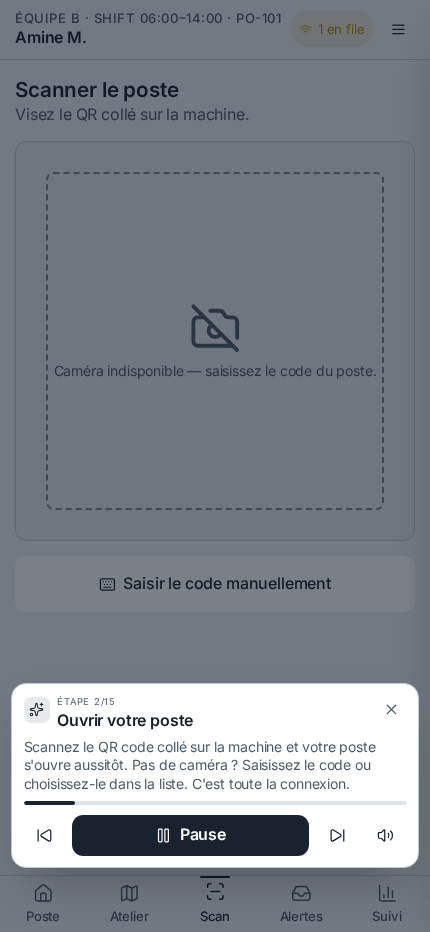 ÉQUIPE B · SHIFT 06:00–14:00 · PO-101
Amine M.
1 en file
Scanner le poste
Visez le QR collé sur la machine.
Caméra indisponible — saisissez le code du poste.
Saisir le code manuellement
ÉTAPE 2/15
Ouvrir votre poste
Scannez le QR code collé sur la machine et votre poste
s'ouvre aussitôt. Pas de caméra ? Saisissez le code ou
choisissez-le dans la liste. C'est toute la connexion.
Pause
Poste
Atelier
Scan
Alertes
Suivi